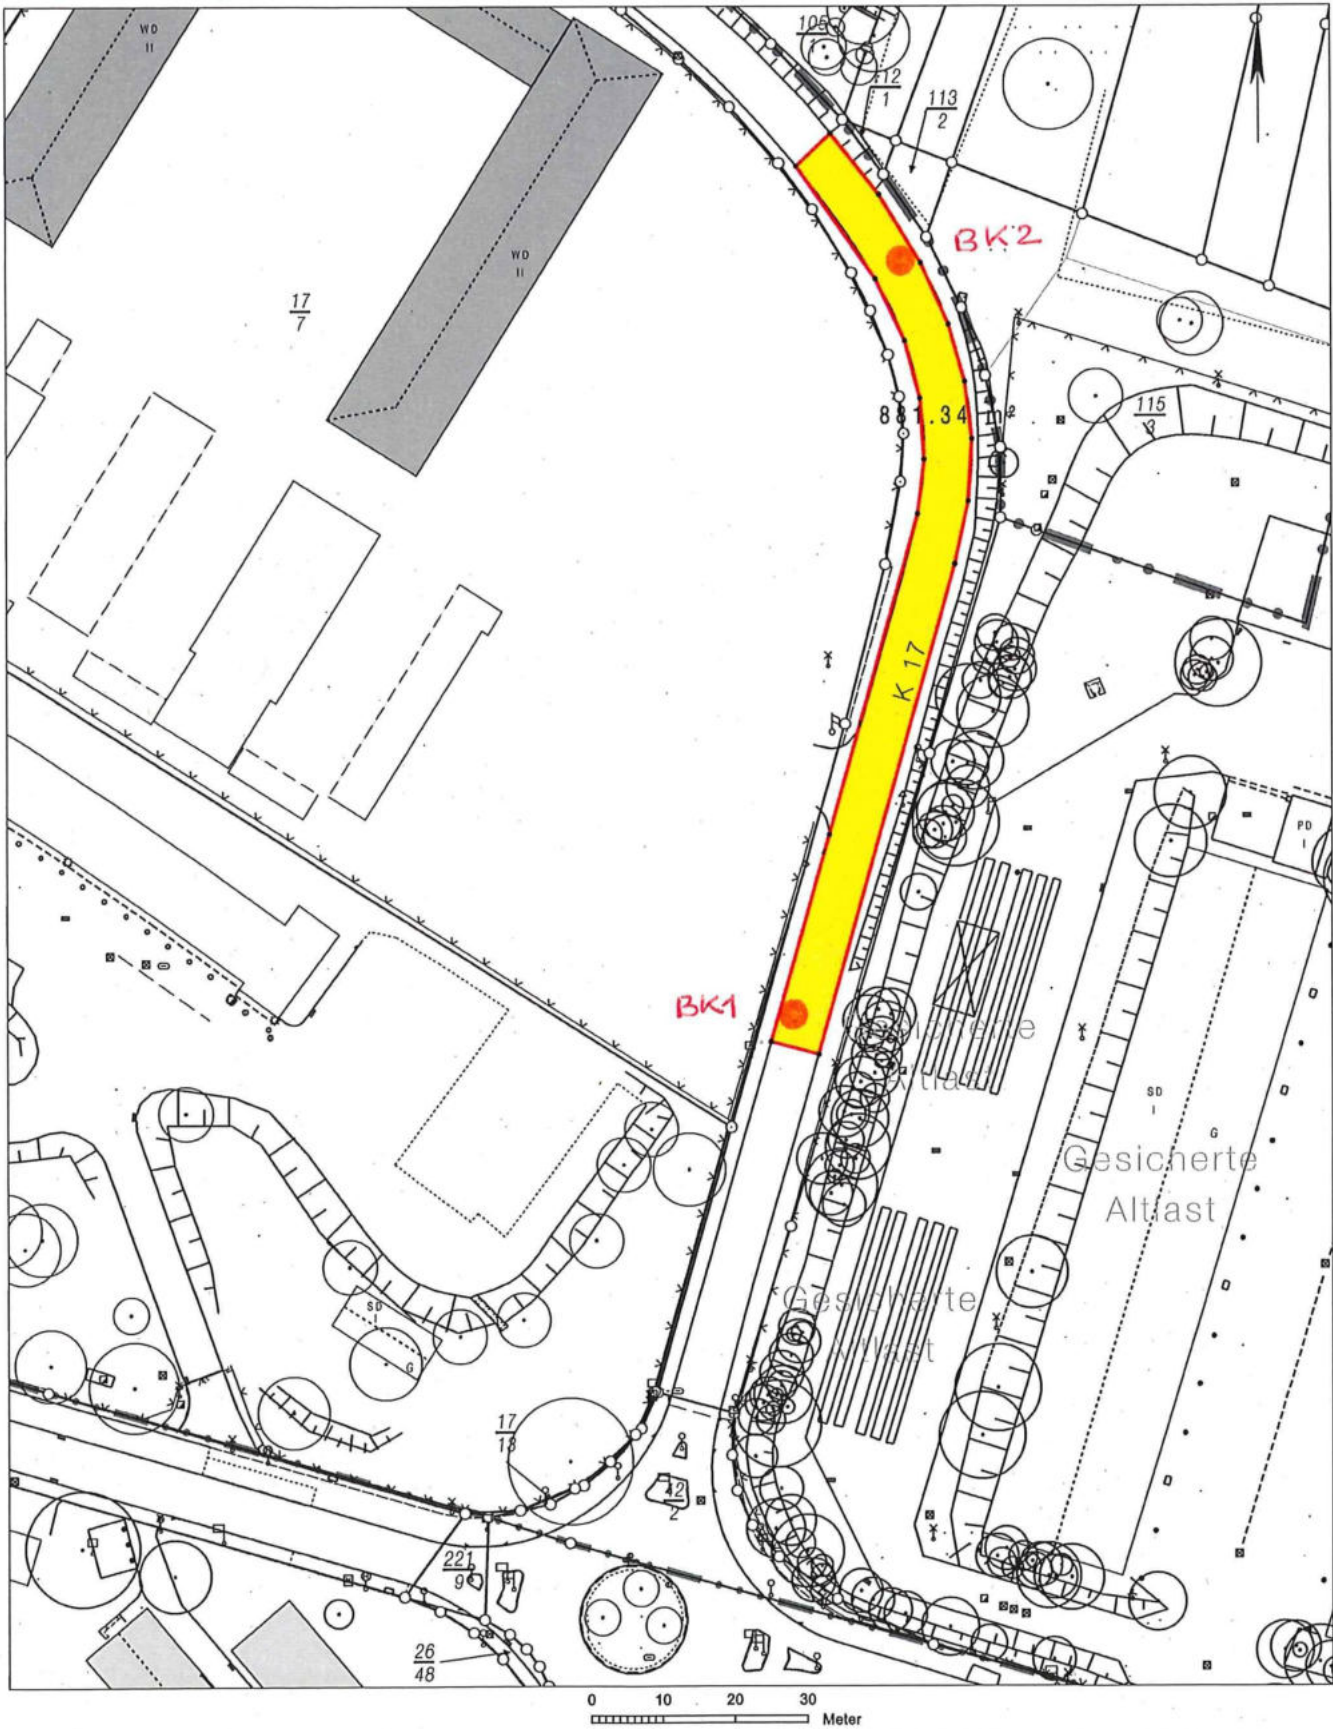 WD
II
105
1
112
1
113
2
BK2
WD
II
17
7
881.34 m²
115
3
K 17
PD
I
BK1
Gesicherte
Altlast
SD
I
G
Gesicherte
Altlast
Gesicherte
Altlast
SD
I
G
17
13
42
2
221
9
26
48
0 10 20 30
Meter